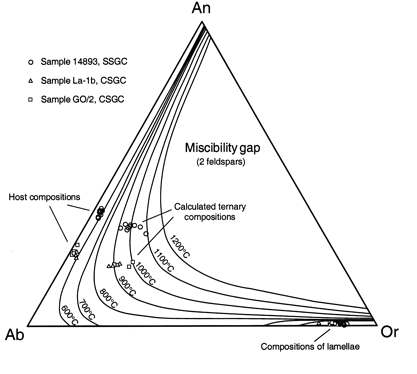 An
Sample 14893, SSGC
Sample La-1b, CSGC
Sample GO/2, CSGC
Miscibility gap
(2 feldspars)
Host compositions
Calculated ternary
compositions
1200°C
1100°C
1000°C
900°C
800°C
700°C
600°C
Ab
Or
Compositions of lamellae